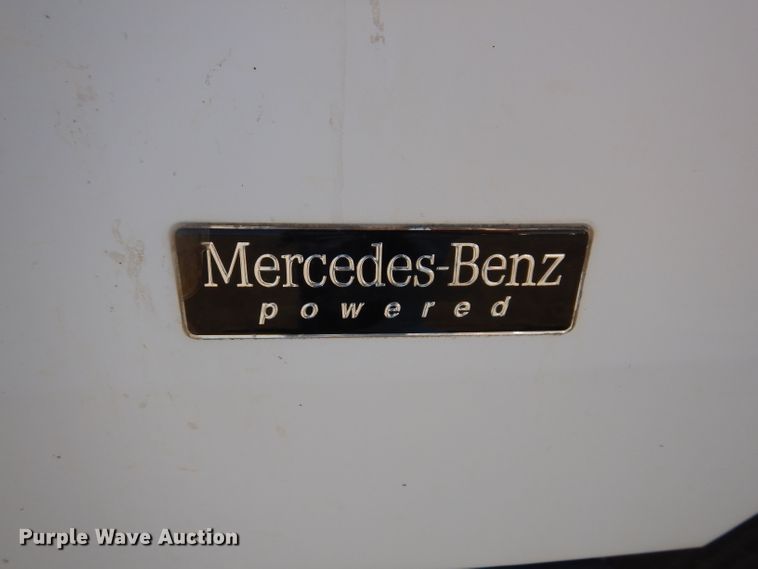 Mercedes-Benz
powered
Purple Wave Auction